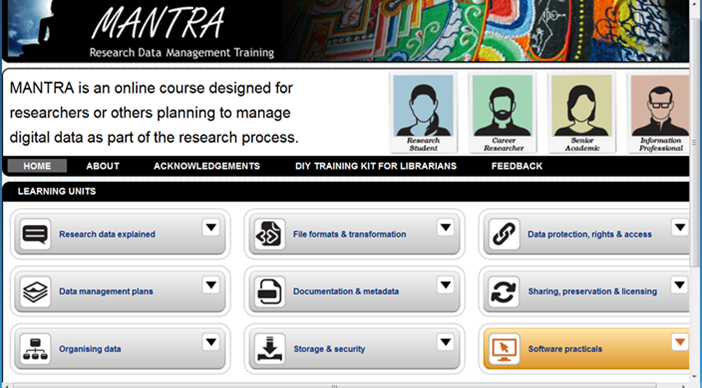 MANTRA
Research Data Management Training
MANTRA is an online course designed for
researchers or others planning to manage
digital data as part of the research process.
Research
Student
Career
Researcher
Senior
Academic
Information
Professional
HOME ABOUT ACKNOWLEDGEMENTS DIY TRAINING KIT FOR LIBRARIANS FEEDBACK
LEARNING UNITS
Research data explained File formats & transformation Data protection, rights & access
Data management plans Documentation & metadata Sharing, preservation & licensing
Organising data Storage & security Software practicals